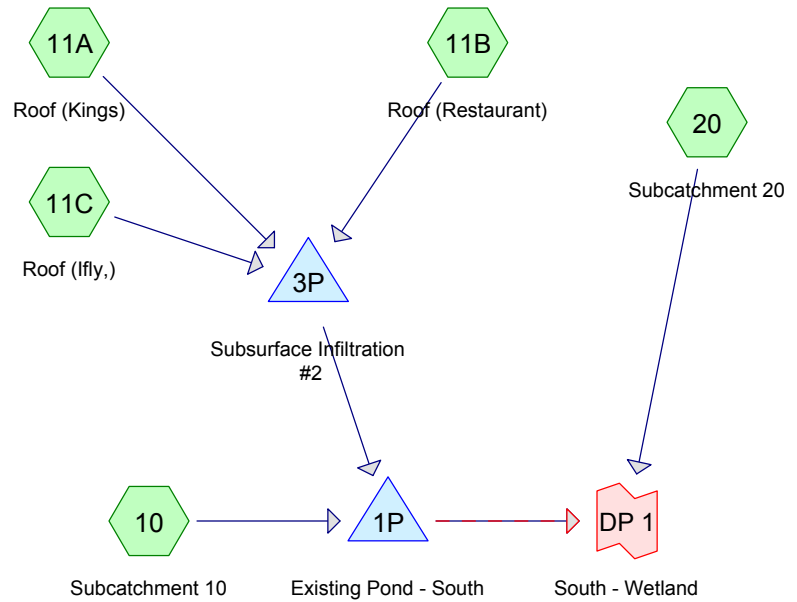 11A
Roof (Kings)
11B
Roof (Restaurant)
20
Subcatchment 20
11C
Roof (Ifly,)
3P
Subsurface Infiltration
#2
10
Subcatchment 10
1P
Existing Pond - South
DP 1
South - Wetland